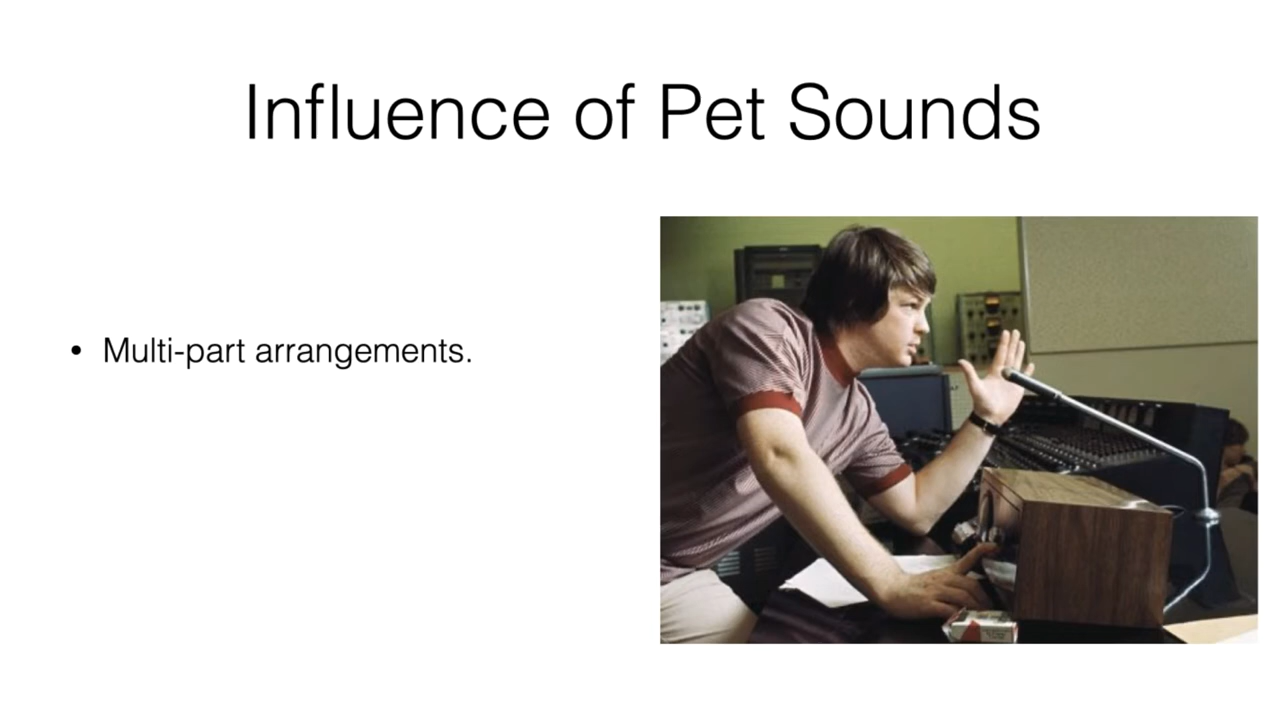 Influence of Pet Sounds
• Multi-part arrangements.